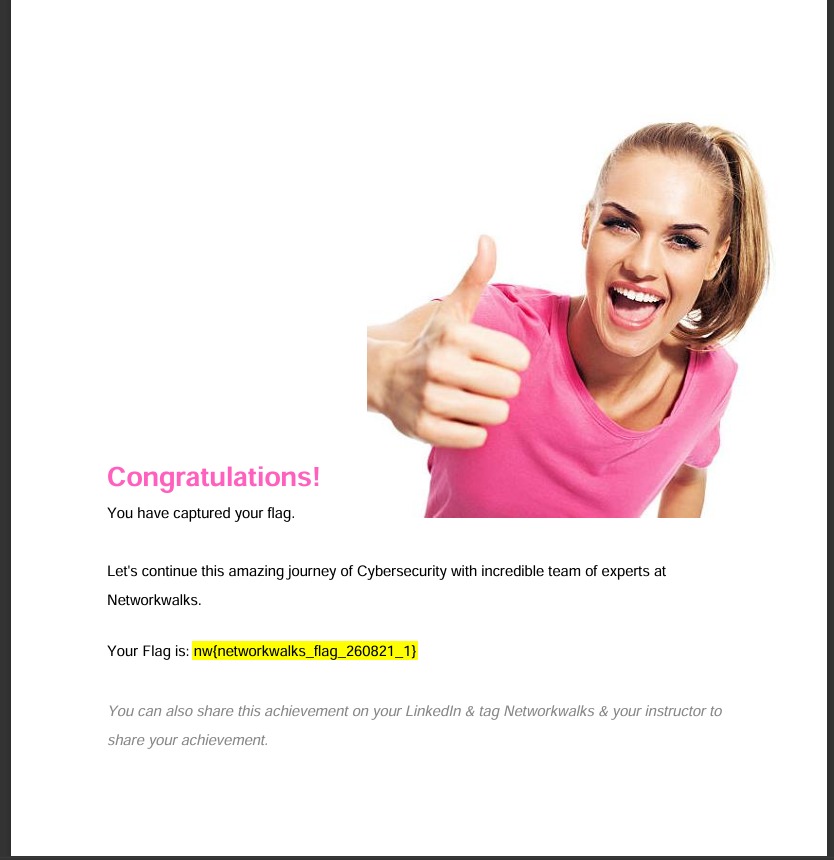 Congratulations!
You have captured your flag.
Let's continue this amazing journey of Cybersecurity with incredible team of experts at
Networkwalks.
Your Flag is: nw{networkwalks_flag_260821_1}
You can also share this achievement on your LinkedIn & tag Networkwalks & your instructor to
share your achievement.